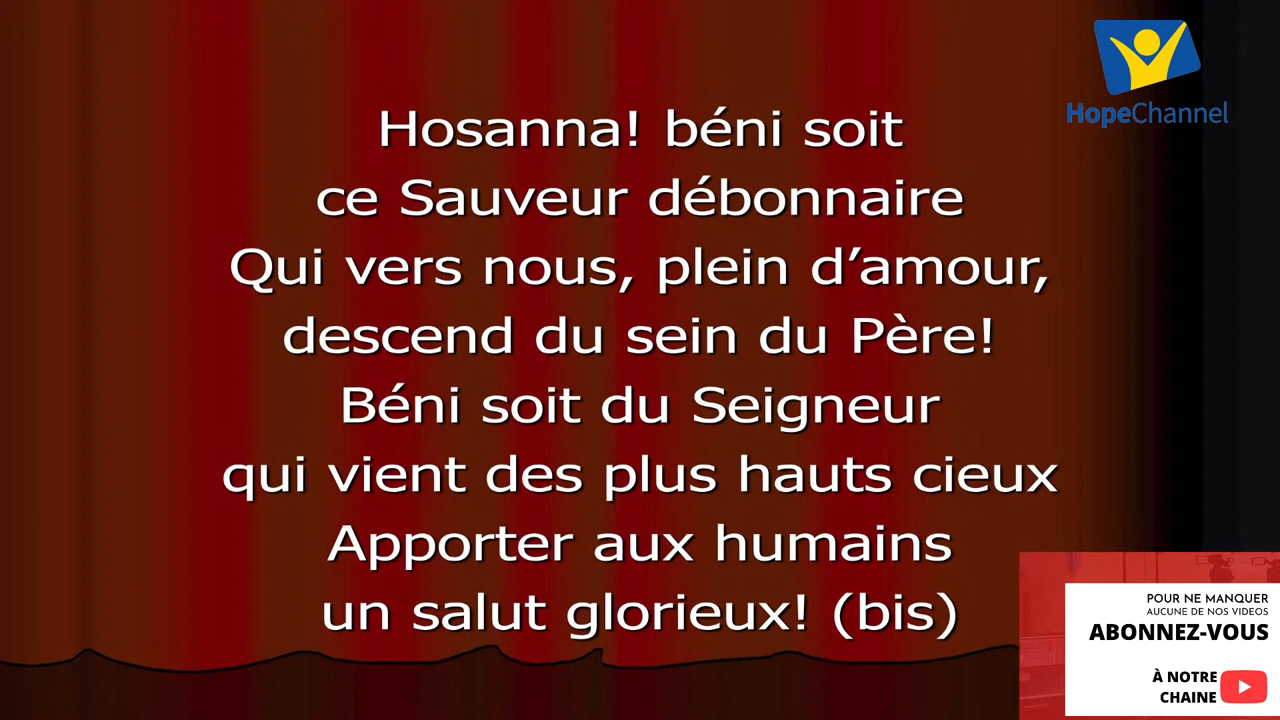 Hosanna! béni soit
ce Sauveur débonnaire
Qui vers nous, plein d’amour,
descend du sein du Père!
Béni soit du Seigneur
qui vient des plus hauts cieux
Apporter aux humains
un salut glorieux! (bis)
HopeChannel
POUR NE MANQUER
AUCUNE DE NOS VIDEOS
ABONNEZ-VOUS
À NOTRE
CHAINE